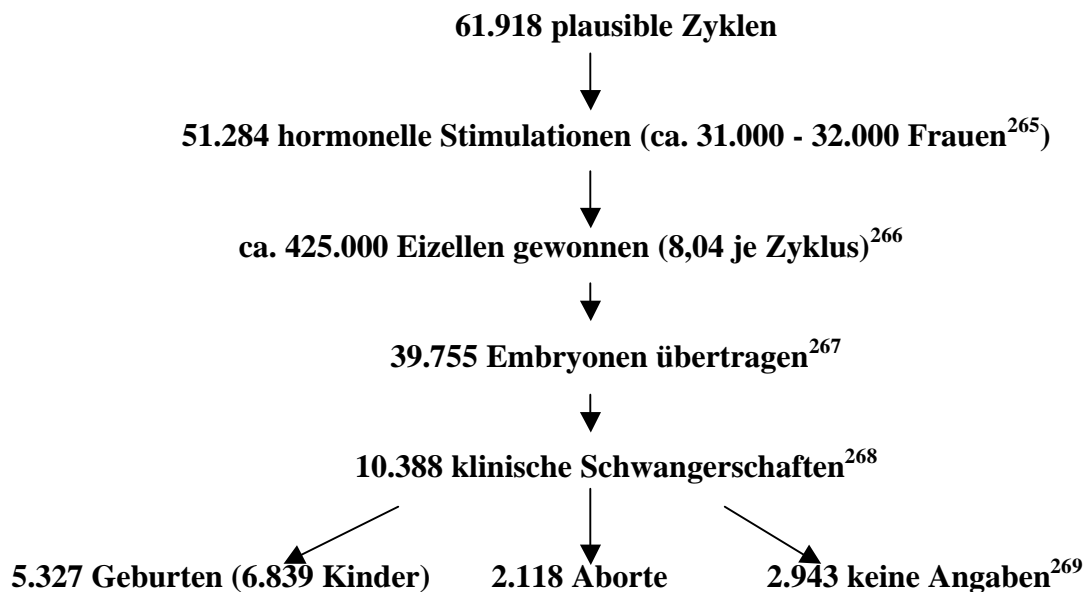 61.918 plausible Zyklen
51.284 hormonelle Stimulationen (ca. 31.000 - 32.000 Frauen265)
ca. 425.000 Eizellen gewonnen (8,04 je Zyklus)266
39.755 Embryonen übertragen267
10.388 klinische Schwangerschaften268
5.327 Geburten (6.839 Kinder) 2.118 Aborte 2.943 keine Angaben269